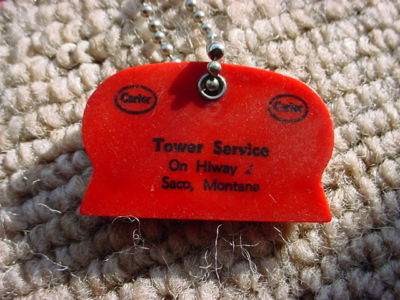 Carter Carter
Tower Service
On Hiway 2
Saco, Montana